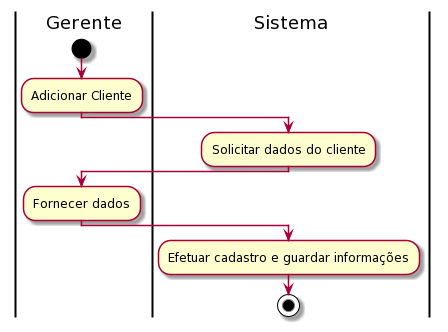 Gerente
Sistema
Adicionar Cliente
Solicitar dados do cliente
Fornecer dados
Efetuar cadastro e guardar informações